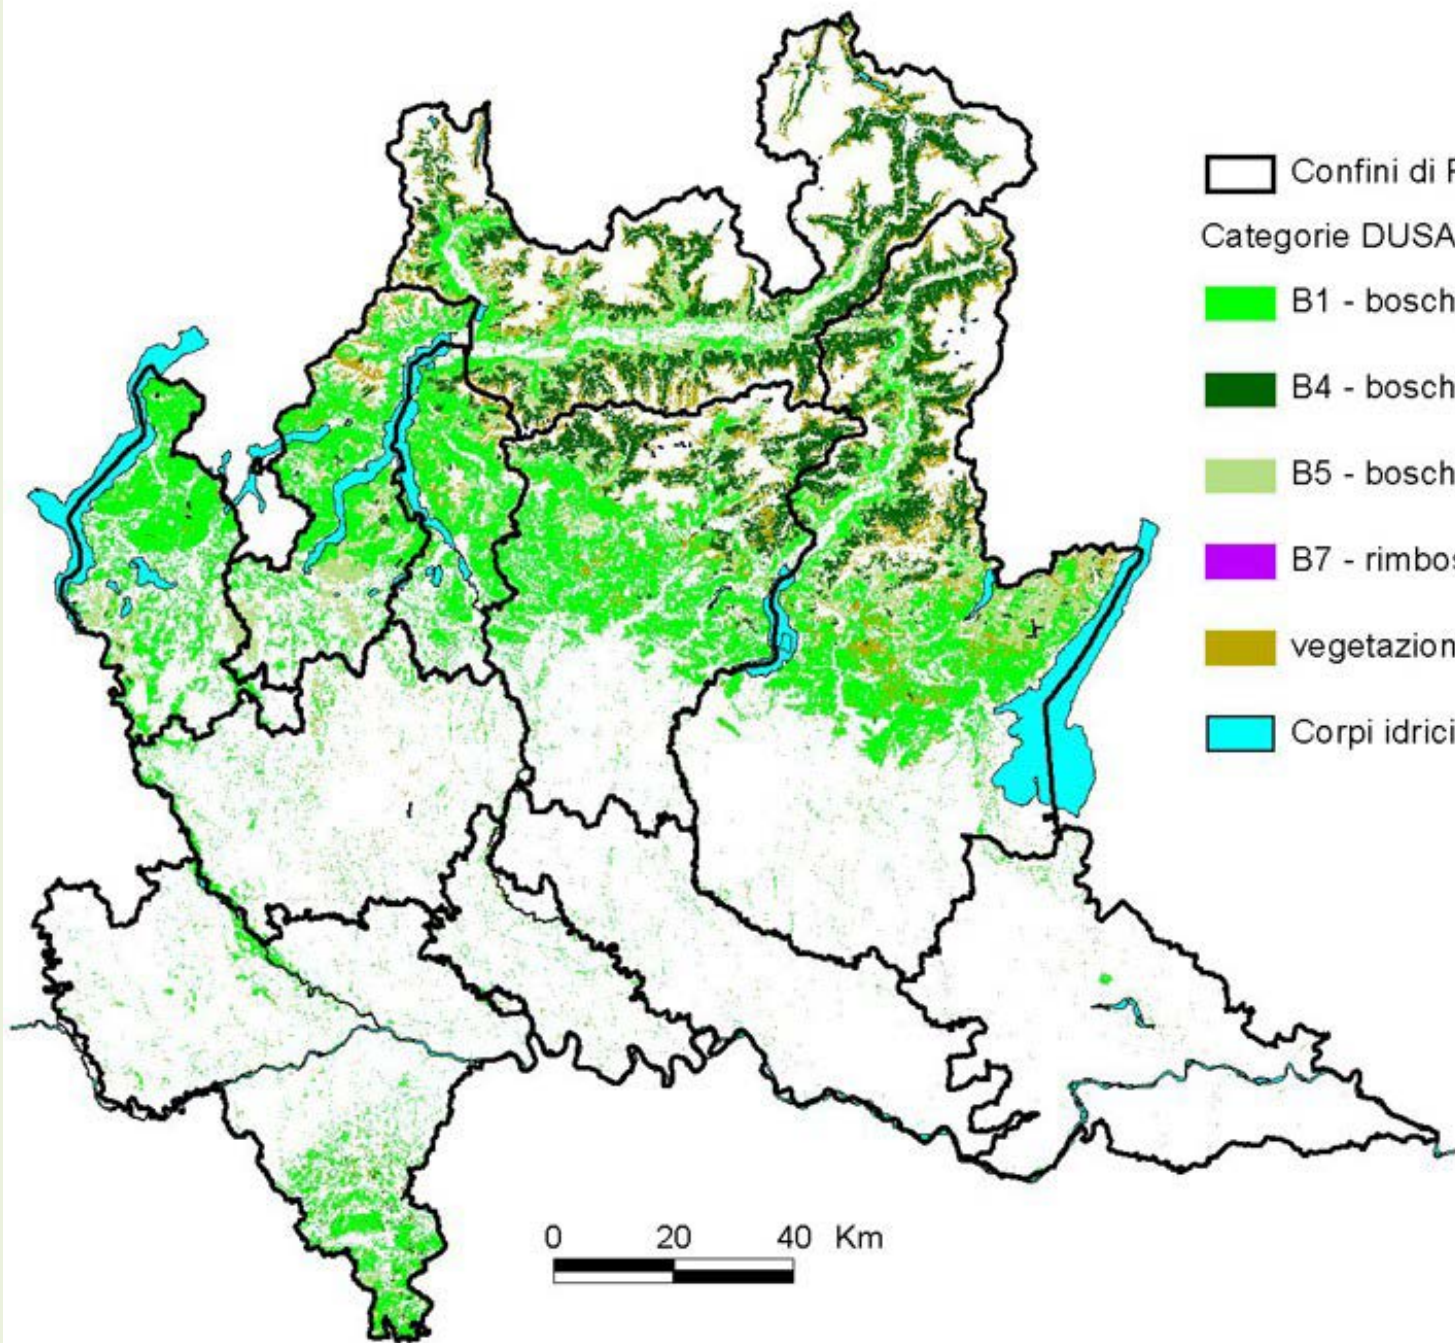 Confini di P
Categorie DUSA
B1 - bosch
B4 - bosch
B5 - bosch
B7 - rimbos
vegetazion
Corpi idrici
0 20 40 Km